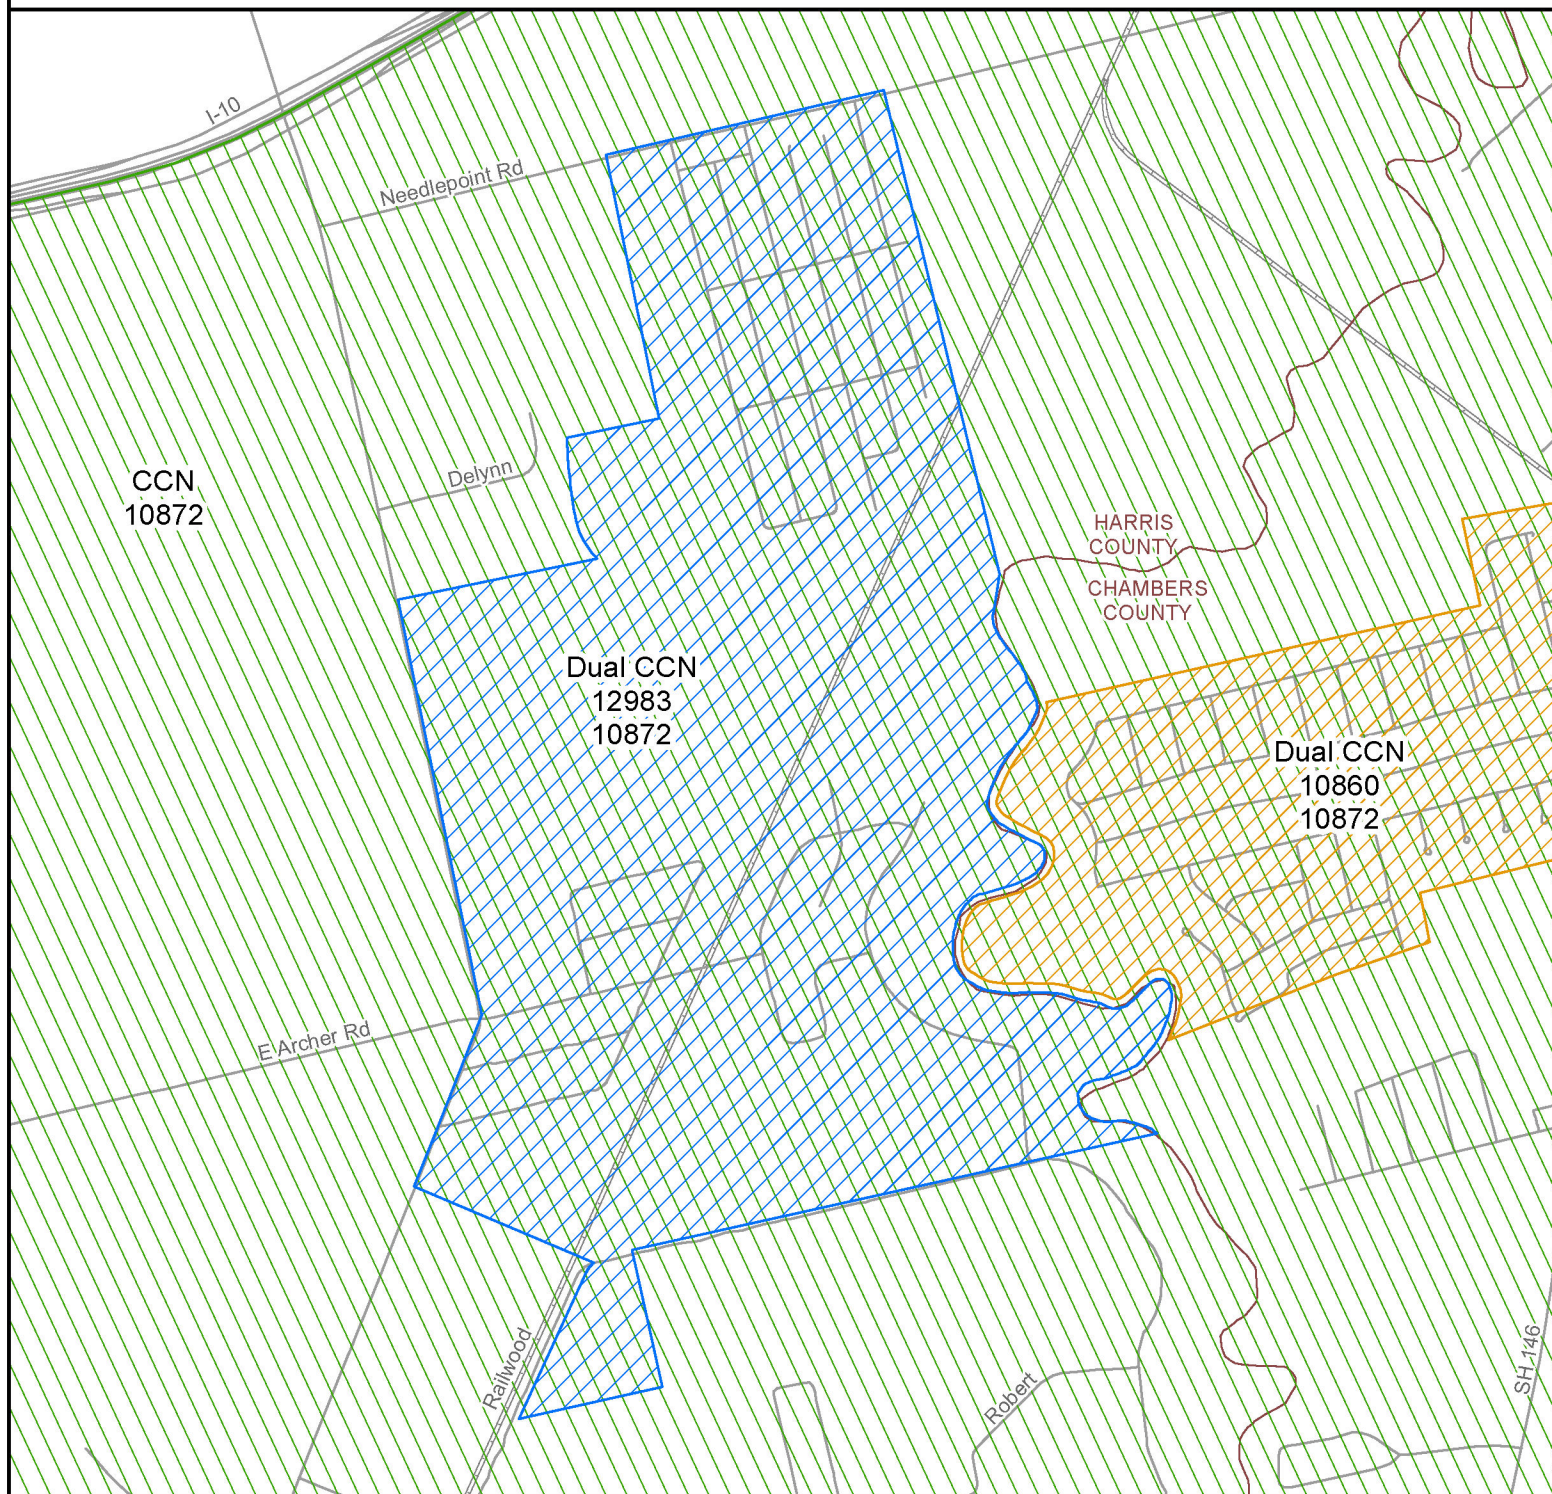 I-10
Needlepoint Rd
Delynn
CCN
10872
HARRIS
COUNTY
CHAMBERS
COUNTY
Dual CCN
12983
10872
Dual CCN
10860
10872
E Archer Rd
Railwood
Robert
SH 146